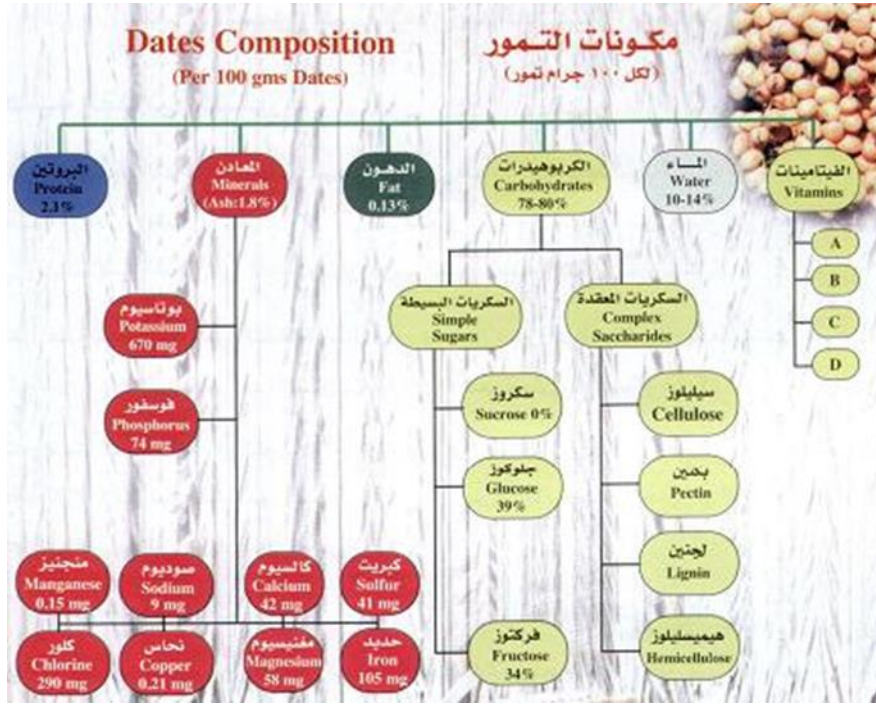 Dates Composition
(Per 100 gms Dates)
مكونات التمور
(لكل ١٠٠ جرام تمور)
البروتين
Protein
2.1%
المعادن
Minerals
(Ash:1.8%)
الدهون
Fat
0.13%
الكربوهيدرات
Carbohydrates
78-80%
الماء
Water
10-14%
الفيتامينات
Vitamins
A
B
C
D
بوتاسيوم
Potassium
670 mg
فوسفور
Phosphorus
74 mg
منجنيز
Manganese
0.15 mg
صوديوم
Sodium
9 mg
كالسيوم
Calcium
42 mg
كبريت
Sulfur
41 mg
كلور
Chlorine
290 mg
نحاس
Copper
0.21 mg
مغنيسيوم
Magnesium
58 mg
حديد
Iron
105 mg
السكريات البسيطة
Simple
Sugars
سكروز
Sucrose 0%
جلوكوز
Glucose
39%
فركتوز
Fructose
34%
السكريات المعقدة
Complex
Saccharides
سيليلوز
Cellulose
Pectin
لجنين
Lignin
هيميسليلوز
Hemicellulose